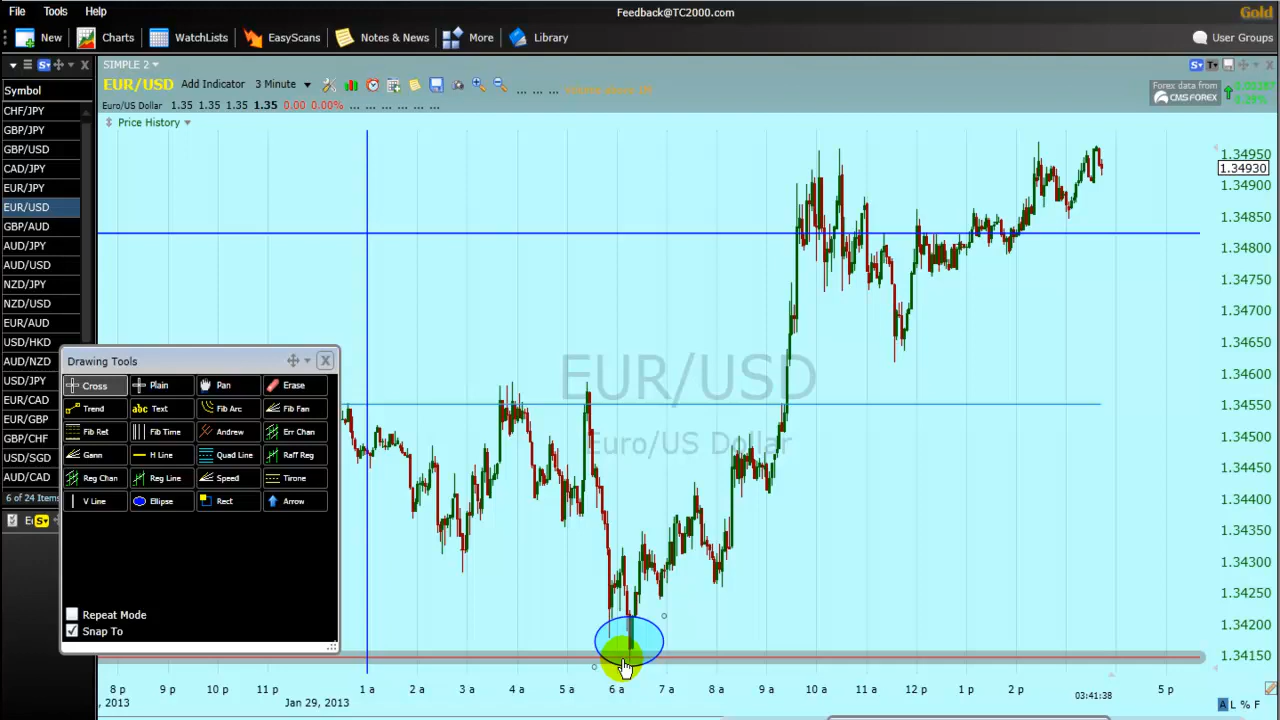 File Tools Help
Feedback@TC2000.com
Gold
New Charts WatchLists EasyScans Notes & News More Library
User Groups
SIMPLE 2
Symbol
EUR/USD Add Indicator 3 Minute
Forex data from
CMS FOREX
Euro/US Dollar 1.35 1.35 1.35 1.35 0.00 0.00% ... ... ... ...
Price History
CHF/JPY
GBP/JPY
GBP/USD
CAD/JPY
EUR/JPY
EUR/USD
GBP/AUD
AUD/JPY
AUD/USD
NZD/JPY
NZD/USD
EUR/AUD
USD/HKD
AUD/NZD
USD/JPY
EUR/CAD
EUR/GBP
GBP/CHF
USD/SGD
AUD/CAD
6 of 24 Items
Drawing Tools
Cross Plain Pan Erase
Trend Text Fib Arc Fib Fan
Fib Ret Fib Time Andrew Err Chan
Gann H Line Quad Line Raff Reg
Reg Chan Reg Line Speed Tirone
V Line Ellipse Rect Arrow
Repeat Mode
Snap To
EUR/USD
Euro/US Dollar
1.34950
1.34930
1.34900
1.34850
1.34800
1.34750
1.34700
1.34650
1.34600
1.34550
1.34500
1.34450
1.34400
1.34350
1.34300
1.34250
1.34200
1.34150
8 p 9 p 10 p 11 p 1 a 2 a 3 a 4 a 5 a 6 a 7 a 8 a 9 a 10 a 11 a 12 p 1 p 2 p 5 p
, 2013 Jan 29, 2013
03:41:38
A L % F